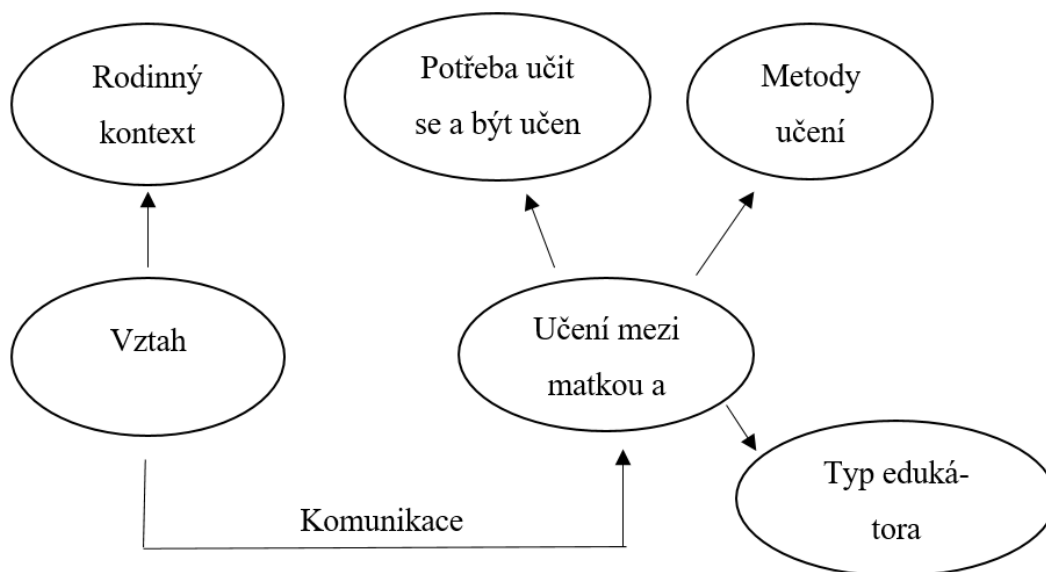 Rodinný
kontext
Potřeba učit
se a být učen
Metody
učení
Vztah
Učení mezi
matkou a
Typ eduká-
tora
Komunikace